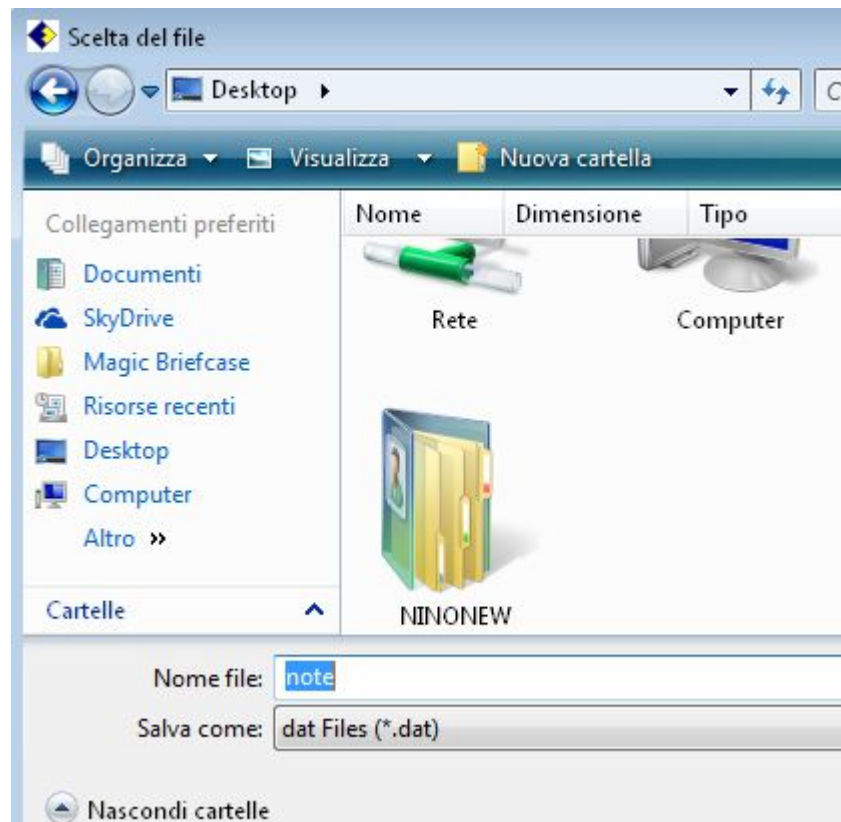 Scelta del file
Desktop
C
Organizza Visualizza Nuova cartella
Collegamenti preferiti
Documenti
SkyDrive
Magic Briefcase
Risorse recenti
Desktop
Computer
Altro »
Cartelle
Nome Dimensione Tipo
Rete Computer
NINONEW
Nome file: note
Salva come: dat Files (*.dat)
Nascondi cartelle